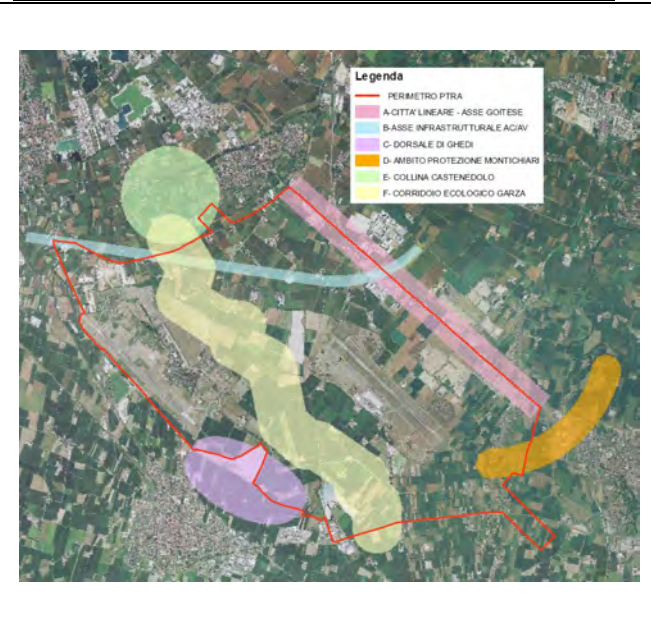 Legenda
PERIMETRO PTRA
A-CITTA' LINEARE - ASSE GOITESE
B-ASSE INFRASTRUTTURALE AC/AV
C- DORSALE DI GHEDI
D- AMBITO PROTEZIONE MONTICHIARI
E- COLLINA CASTENEDOLO
F- CORRIDOIO ECOLOGICO GARZA